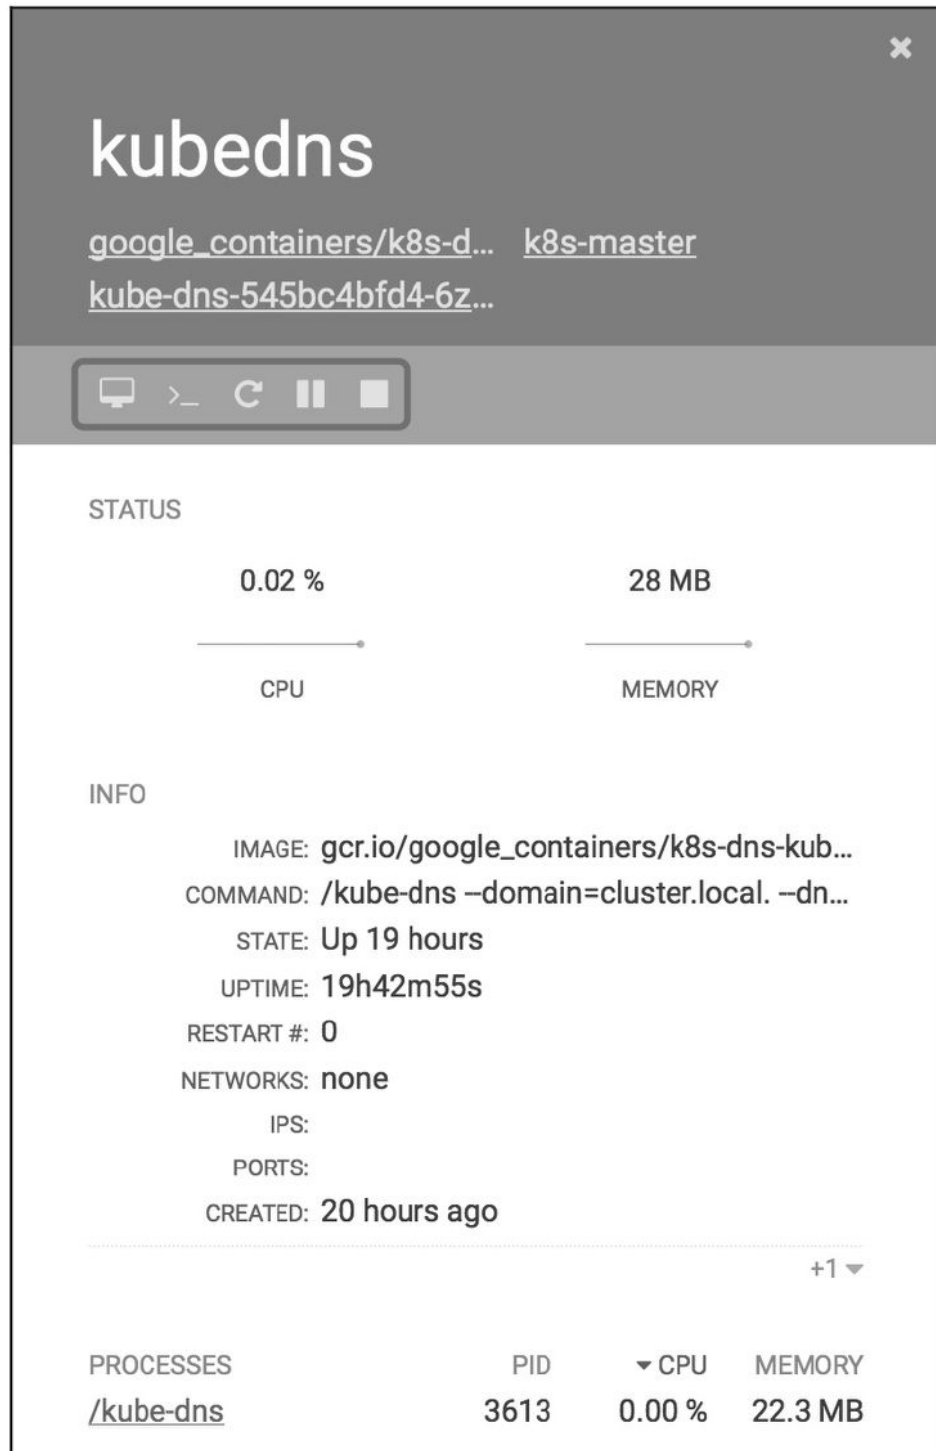 kubedns
google_containers/k8s-d... k8s-master
kube-dns-545bc4bfd4-6z...
>_
STATUS
0.02 % 28 MB
CPU MEMORY
INFO
IMAGE: gcr.io/google_containers/k8s-dns-kub...
COMMAND: /kube-dns --domain=cluster.local. --dn...
STATE: Up 19 hours
UPTIME: 19h42m55s
RESTART #: 0
NETWORKS: none
IPS:
PORTS:
CREATED: 20 hours ago
+1
PROCESSES PID CPU MEMORY
/kube-dns 3613 0.00 % 22.3 MB